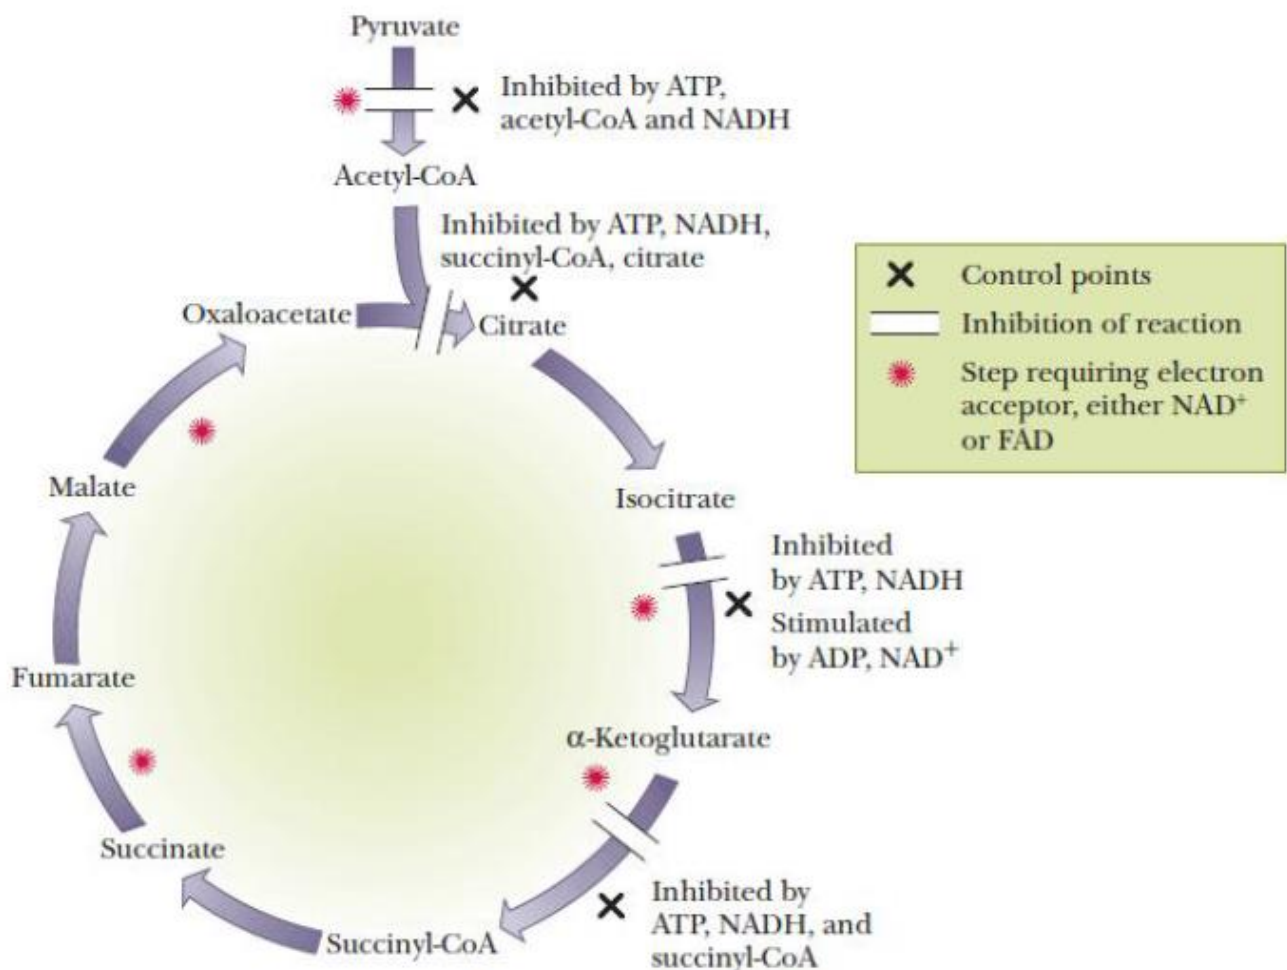 Pyruvate
Inhibited by ATP,
acetyl-CoA and NADH
Acetyl-CoA
Inhibited by ATP, NADH,
succinyl-CoA, citrate
Oxaloacetate
Citrate
Control points
Inhibition of reaction
Step requiring electron
acceptor, either NAD⁺
or FAD
Malate
Isocitrate
Inhibited
by ATP, NADH
Stimulated
by ADP, NAD⁺
Fumarate
α-Ketoglutarate
Succinate
Inhibited by
ATP, NADH, and
succinyl-CoA
Succinyl-CoA